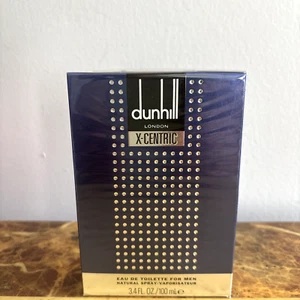 dunhill
LONDON
X-CENTRIC
EAU DE TOILETTE FOR MEN
NATURAL SPRAY/VAPORISATEUR
3.4 FL. OZ./100 ml ℮